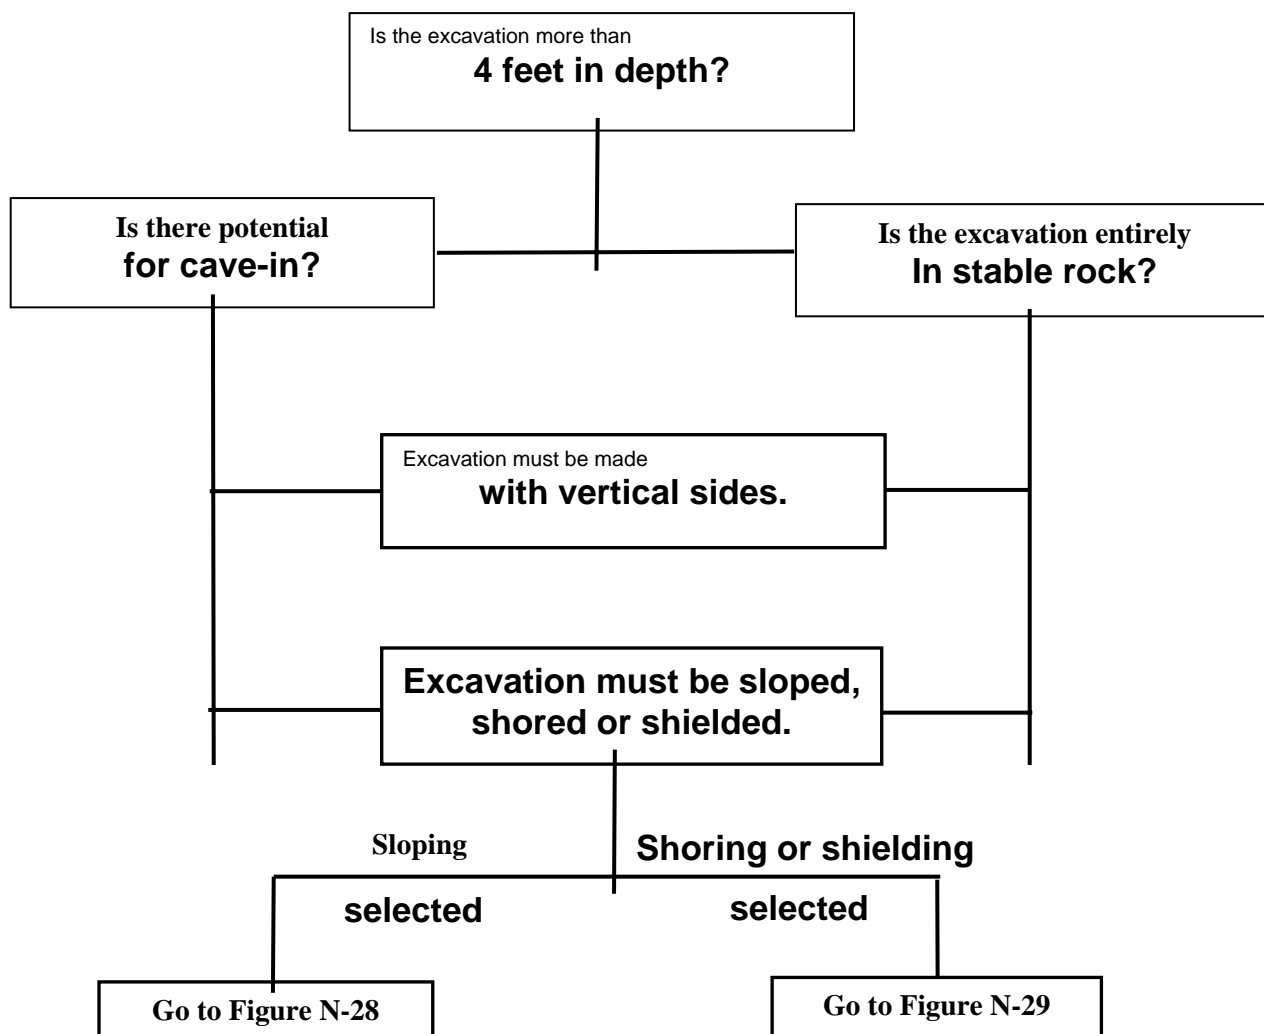 Is the excavation more than
4 feet in depth?
Is there potential
for cave-in?
Is the excavation entirely
In stable rock?
Excavation must be made
with vertical sides.
Excavation must be sloped,
shored or shielded.
Sloping
selected
Shoring or shielding
selected
Go to Figure N-28
Go to Figure N-29